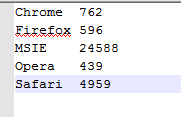 Chrome 762
Firefox 596
MSIE 24588
Opera 439
Safari 4959